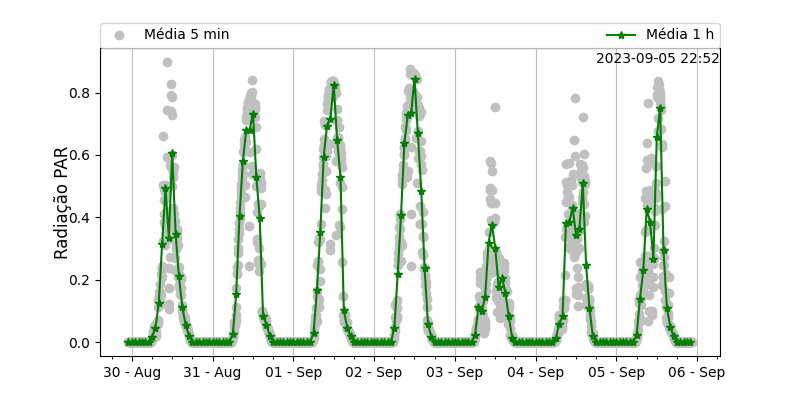 Média 5 min
Média 1 h
2023-09-05 22:52
Radiação PAR
0.8
0.6
0.4
0.2
0.0
30 - Aug
31 - Aug
01 - Sep
02 - Sep
03 - Sep
04 - Sep
05 - Sep
06 - Sep